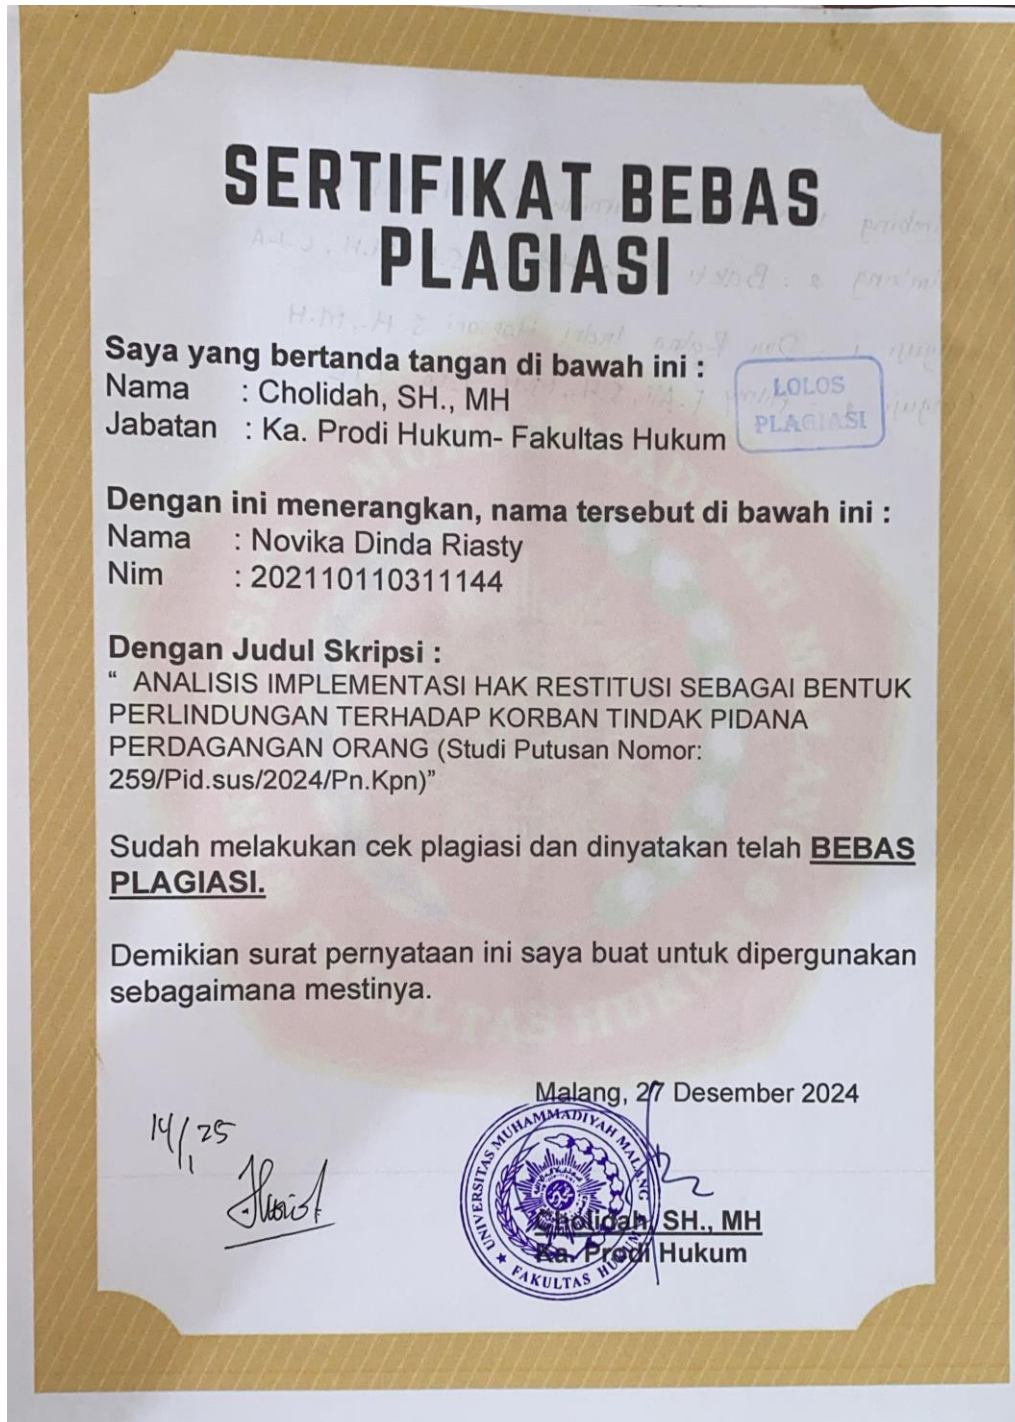 SERTIFIKAT BEBAS
PLAGIASI
Saya yang bertanda tangan di bawah ini :
Nama : Cholidah, SH., MH
Jabatan : Ka. Prodi Hukum- Fakultas Hukum
LOLOS
PLAGIASI
Dengan ini menerangkan, nama tersebut di bawah ini :
Nama : Novika Dinda Riasty
Nim : 202110110311144
Dengan Judul Skripsi :
“ ANALISIS IMPLEMENTASI HAK RESTITUSI SEBAGAI BENTUK
PERLINDUNGAN TERHADAP KORBAN TINDAK PIDANA
PERDAGANGAN ORANG (Studi Putusan Nomor:
259/Pid.sus/2024/Pn.Kpn)”
Sudah melakukan cek plagiasi dan dinyatakan telah BEBAS
PLAGIASI.
Demikian surat pernyataan ini saya buat untuk dipergunakan
sebagaimana mestinya.
Malang, 27 Desember 2024
14/1 25
UNIVERSITAS MUHAMMADIYAH MALANG
FAKULTAS HUKUM
Cholidah, SH., MH
Ka. Prodi Hukum